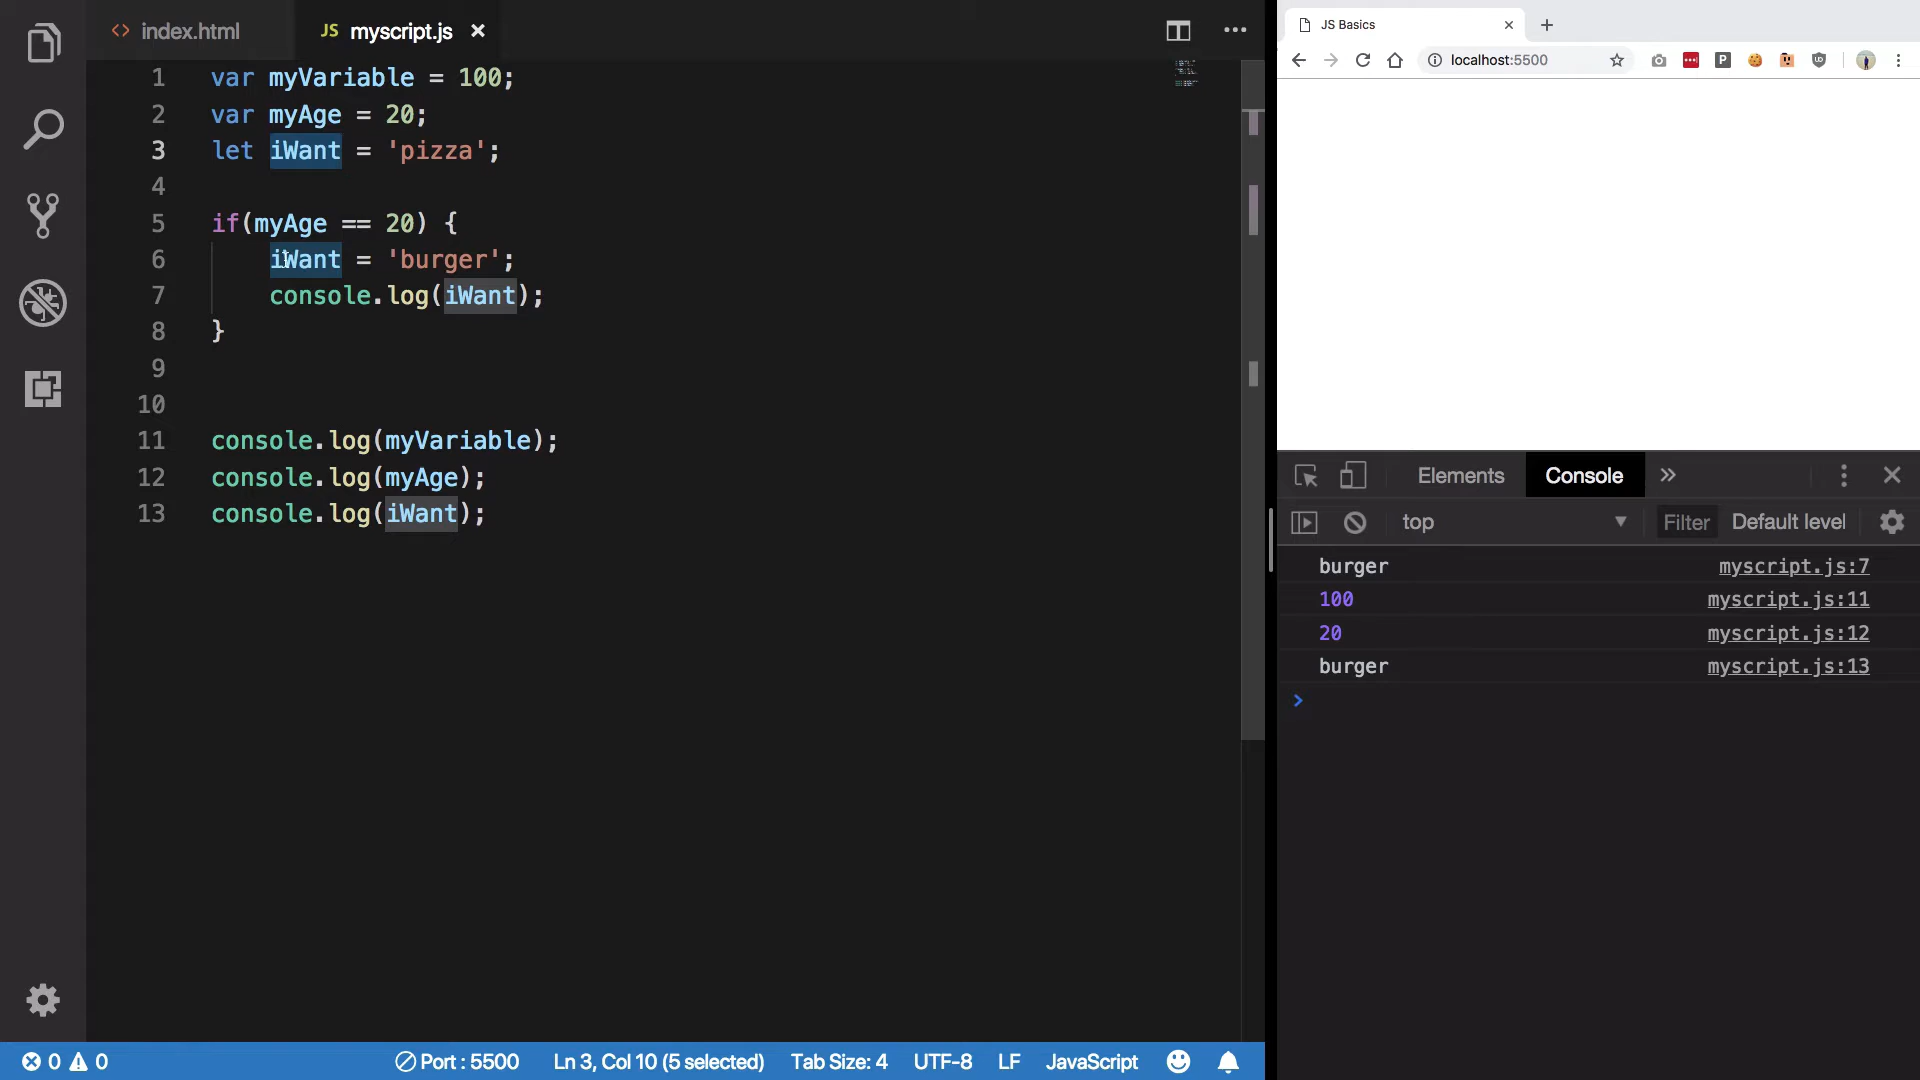 index.html
JS myscript.js
1 var myVariable = 100;
2 var myAge = 20;
3 let iWant = 'pizza';
4
5 if(myAge == 20) {
6 iWant = 'burger';
7 console.log(iWant);
8 }
9
10
11 console.log(myVariable);
12 console.log(myAge);
13 console.log(iWant);
0 0 Port : 5500 Ln 3, Col 10 (5 selected) Tab Size: 4 UTF-8 LF JavaScript
JS Basics
localhost:5500
P
Elements Console
top Filter Default level
burger myscript.js:7
100 myscript.js:11
20 myscript.js:12
burger myscript.js:13